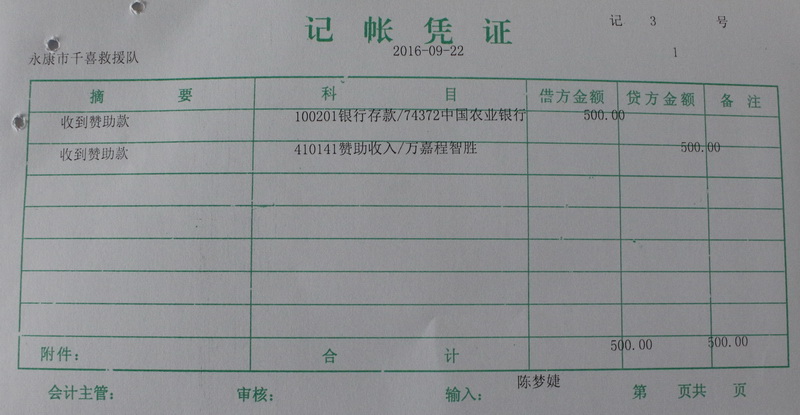 记帐凭证
记 3 号
永康市千喜救援队 2016-09-22 1
摘要 科目 借方金额 贷方金额 备注
收到赞助款 100201银行存款/74372中国农业银行 500.00
收到赞助款 410141赞助收入/万嘉程智胜 500.00
附件: 合计 500.00 500.00
会计主管: 审核: 输入: 陈梦婕 第 页共 页